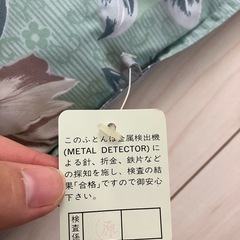 このふとんは金属検出機
(METAL DETECTOR)に
よる針、折金、鉄片など
の探知を施し、検査の結
果「合格」ですので御安心
下さい。
検査係
原